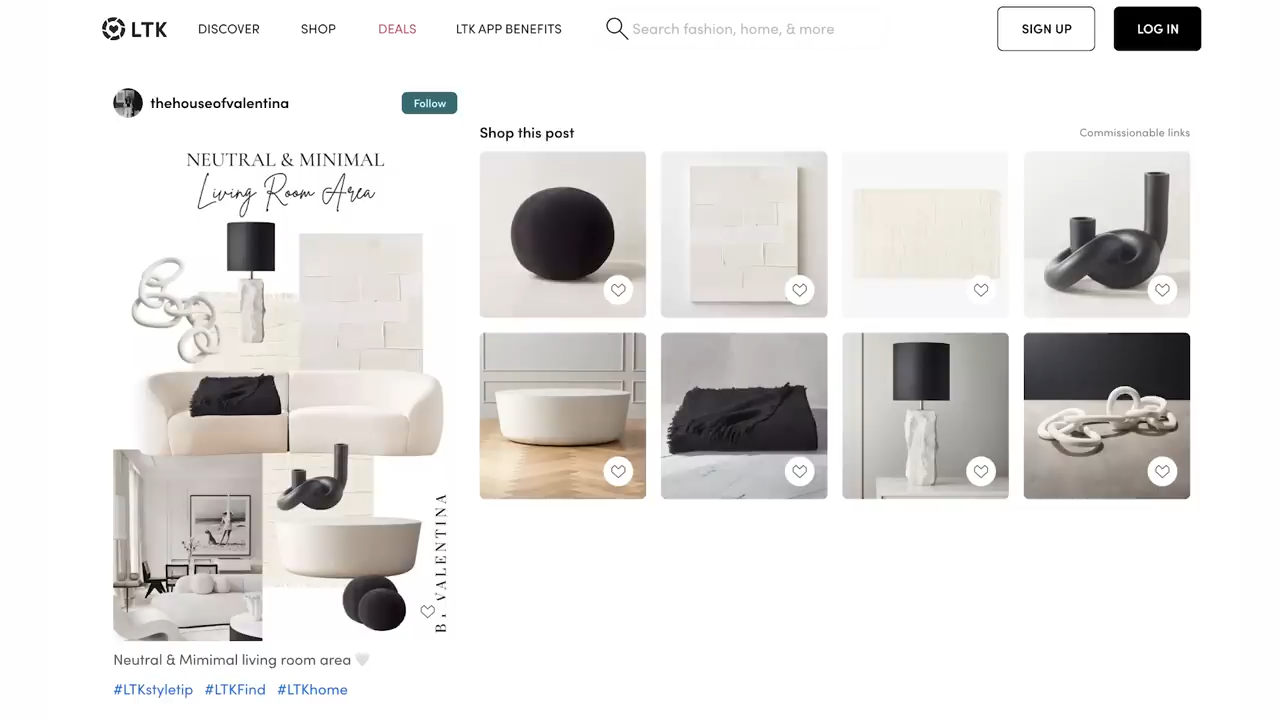 LTK
DISCOVER
SHOP
DEALS
LTK APP BENEFITS
Search fashion, home, & more
SIGN UP
LOG IN
thehouseofvalentina
Follow
NEUTRAL & MINIMAL
Living Room Area
BY VALENTINA
Neutral & Mimimal living room area 🤍
#LTKstyletip #LTKFind #LTKhome
Shop this post
Commissionable links